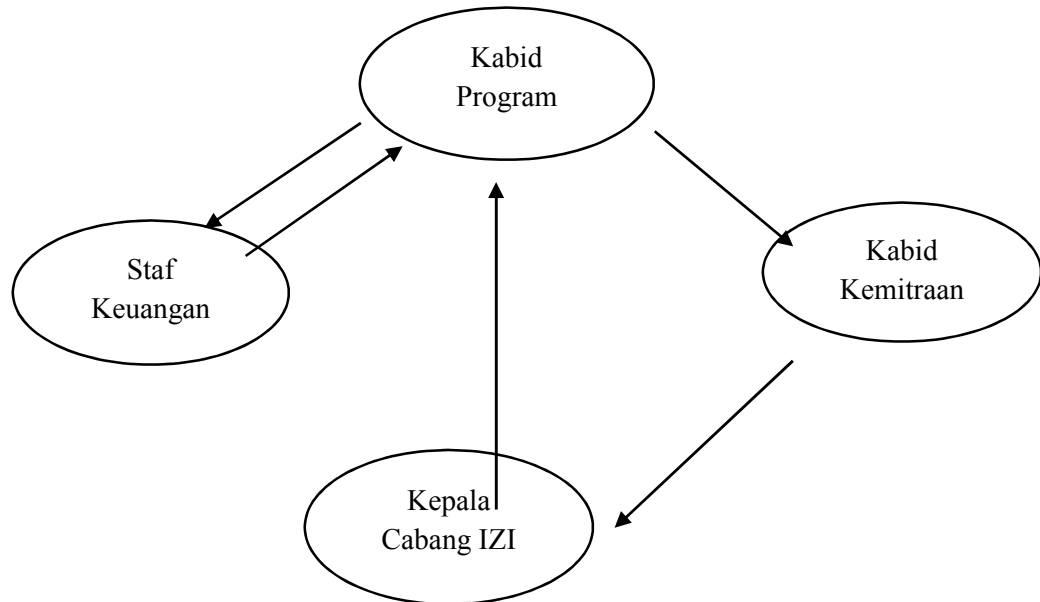 Kabid
Program
Staf
Keuangan
Kabid
Kemitraan
Kepala
Cabang IZI